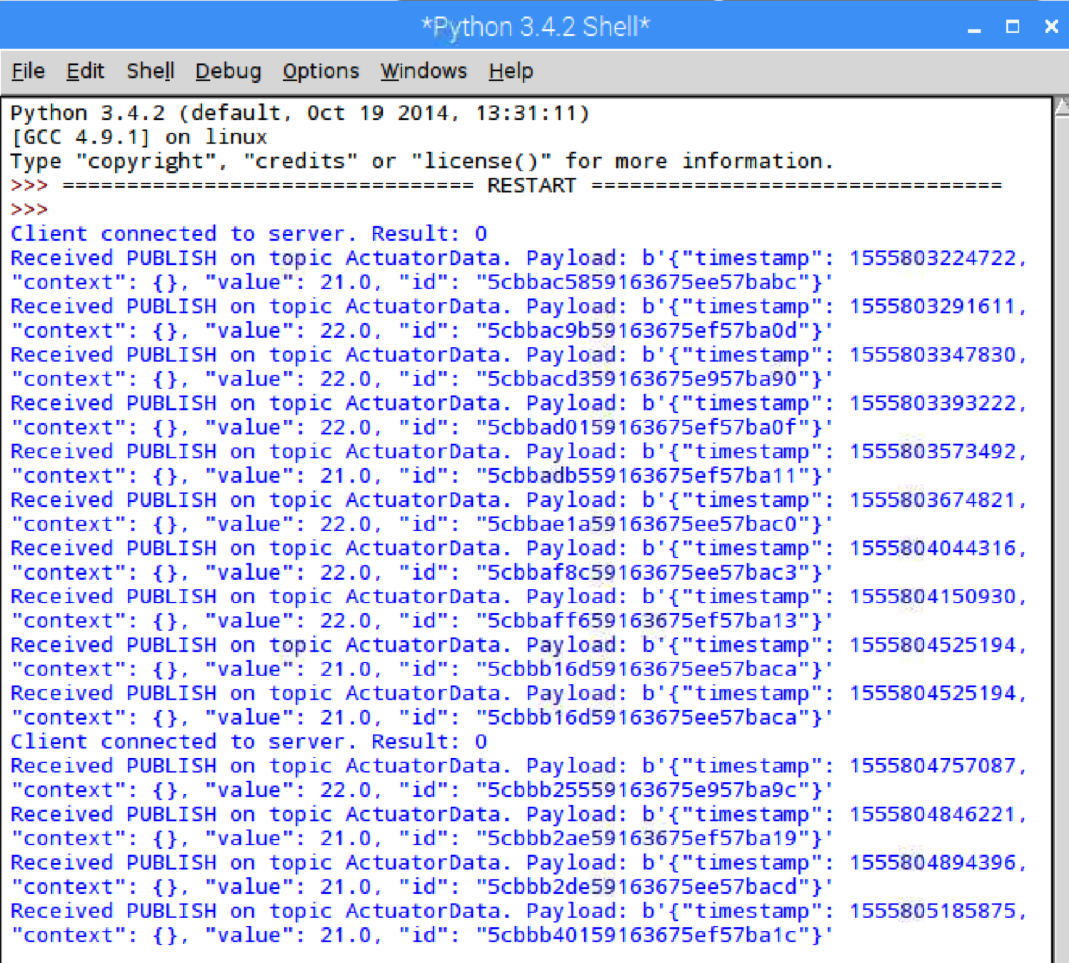 *Python 3.4.2 Shell*
File Edit Shell Debug Options Windows Help
Python 3.4.2 (default, Oct 19 2014, 13:31:11)
[GCC 4.9.1] on linux
Type "copyright", "credits" or "license()" for more information.
>>> ================================ RESTART ================================
>>>
Client connected to server. Result: 0
Received PUBLISH on topic ActuatorData. Payload: b'{"timestamp": 1555803224722,
"context": {}, "value": 21.0, "id": "5cbbac5859163675ee57babc"}'
Received PUBLISH on topic ActuatorData. Payload: b'{"timestamp": 1555803291611,
"context": {}, "value": 22.0, "id": "5cbbac9b59163675ef57ba0d"}'
Received PUBLISH on topic ActuatorData. Payload: b'{"timestamp": 1555803347830,
"context": {}, "value": 22.0, "id": "5cbbacd359163675e957ba90"}'
Received PUBLISH on topic ActuatorData. Payload: b'{"timestamp": 1555803393222,
"context": {}, "value": 22.0, "id": "5cbbad0159163675ef57ba0f"}'
Received PUBLISH on topic ActuatorData. Payload: b'{"timestamp": 1555803573492,
"context": {}, "value": 21.0, "id": "5cbbadb559163675ef57ba11"}'
Received PUBLISH on topic ActuatorData. Payload: b'{"timestamp": 1555803674821,
"context": {}, "value": 22.0, "id": "5cbbae1a59163675ee57bac0"}'
Received PUBLISH on topic ActuatorData. Payload: b'{"timestamp": 1555804044316,
"context": {}, "value": 22.0, "id": "5cbbaf8c59163675ee57bac3"}'
Received PUBLISH on topic ActuatorData. Payload: b'{"timestamp": 1555804150930,
"context": {}, "value": 22.0, "id": "5cbbaff659163675ef57ba13"}'
Received PUBLISH on topic ActuatorData. Payload: b'{"timestamp": 1555804525194,
"context": {}, "value": 21.0, "id": "5cbbb16d59163675ee57baca"}'
Received PUBLISH on topic ActuatorData. Payload: b'{"timestamp": 1555804525194,
"context": {}, "value": 21.0, "id": "5cbbb16d59163675ee57baca"}'
Client connected to server. Result: 0
Received PUBLISH on topic ActuatorData. Payload: b'{"timestamp": 1555804757087,
"context": {}, "value": 22.0, "id": "5cbbb25559163675e957ba9c"}'
Received PUBLISH on topic ActuatorData. Payload: b'{"timestamp": 1555804846221,
"context": {}, "value": 21.0, "id": "5cbbb2ae59163675ef57ba19"}'
Received PUBLISH on topic ActuatorData. Payload: b'{"timestamp": 1555804894396,
"context": {}, "value": 21.0, "id": "5cbbb2de59163675ee57bacd"}'
Received PUBLISH on topic ActuatorData. Payload: b'{"timestamp": 1555805185875,
"context": {}, "value": 21.0, "id": "5cbbb40159163675ef57ba1c"}'